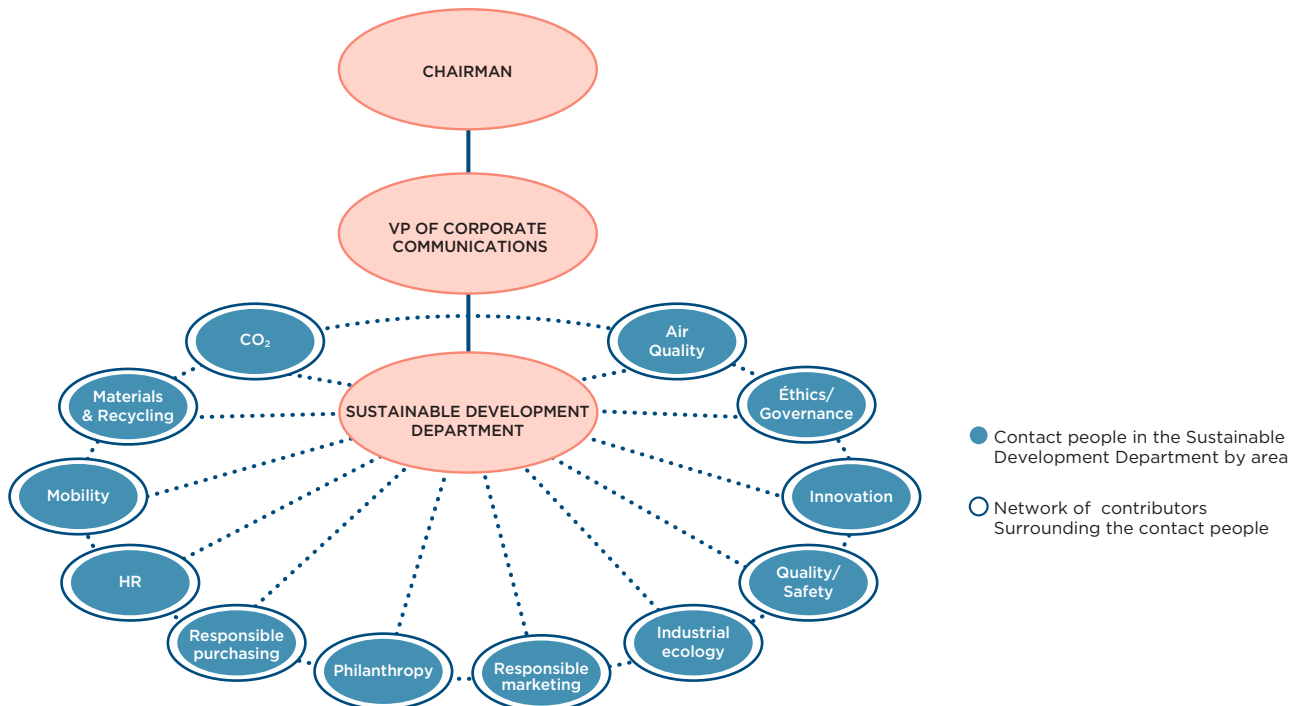 CHAIRMAN
VP OF CORPORATE
COMMUNICATIONS
CO₂
Air
Quality
Materials
& Recycling
SUSTAINABLE DEVELOPMENT
DEPARTMENT
Éthics/
Governance
Mobility
Innovation
HR
Quality/
Safety
Responsible
purchasing
Industrial
ecology
Philanthropy
Responsible
marketing
Contact people in the Sustainable
Development Department by area
Network of contributors
Surrounding the contact people